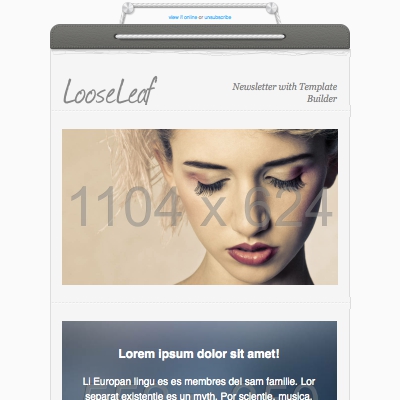 view it online or unsubscribe
LooseLeaf
Newsletter with Template
Builder
1104 x 624
Lorem ipsum dolor sit amet!
Li Europan lingu es es membres del sam familie. Lor
separat existentie es un myth. Por scientie, musica,